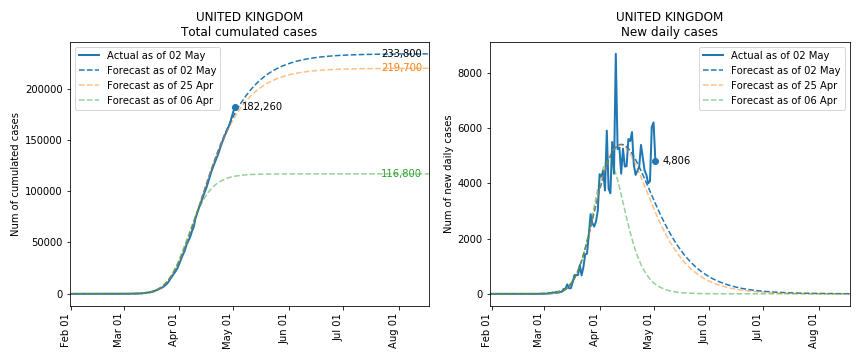 UNITED KINGDOM
Total cumulated cases
Actual as of 02 May
Forecast as of 02 May
Forecast as of 25 Apr
Forecast as of 06 Apr
233,800
219,700
182,260
116,800
Num of cumulated cases
200000
150000
100000
50000
0
Feb 01
Mar 01
Apr 01
May 01
Jun 01
Jul 01
Aug 01
UNITED KINGDOM
New daily cases
Actual as of 02 May
Forecast as of 02 May
Forecast as of 25 Apr
Forecast as of 06 Apr
4,806
Num of new daily cases
8000
6000
4000
2000
0
Feb 01
Mar 01
Apr 01
May 01
Jun 01
Jul 01
Aug 01